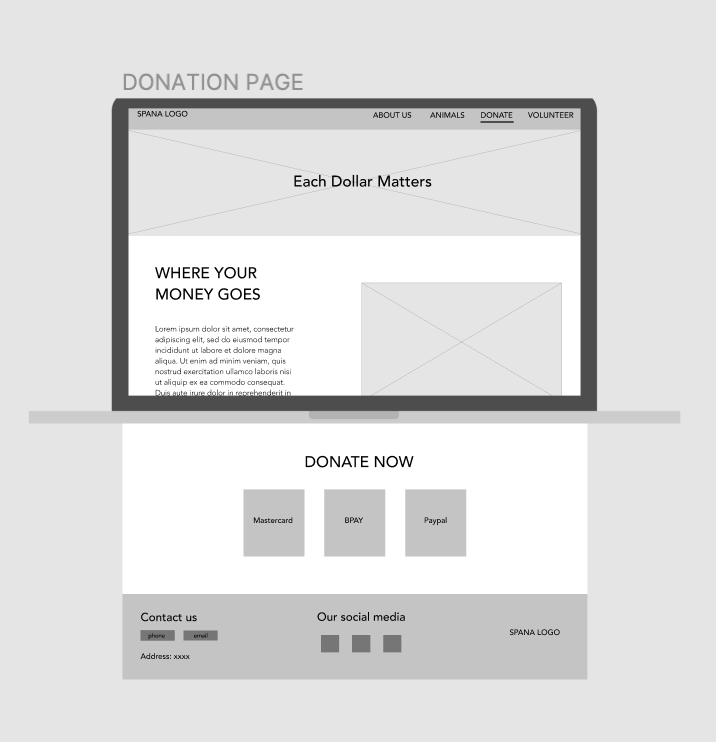 DONATION PAGE
SPANA LOGO
ABOUT US
ANIMALS
DONATE
VOLUNTEER
Each Dollar Matters
WHERE YOUR
MONEY GOES
Lorem ipsum dolor sit amet, consectetur
adipiscing elit, sed do eiusmod tempor
incididunt ut labore et dolore magna
aliqua. Ut enim ad minim veniam, quis
nostrud exercitation ullamco laboris nisi
ut aliquip ex ea commodo consequat.
Duis aute irure dolor in reprehenderit in
DONATE NOW
Mastercard
BPAY
Paypal
Contact us
phone
email
Address: xxxx
Our social media
SPANA LOGO